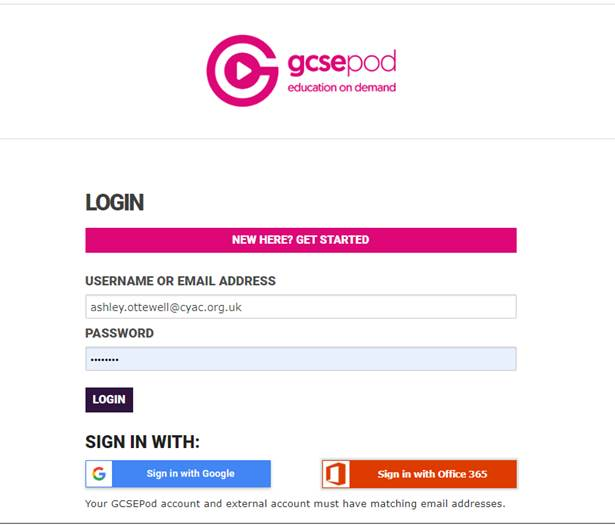 gcsepod
education on demand
LOGIN
NEW HERE? GET STARTED
USERNAME OR EMAIL ADDRESS
ashley.ottewell@cyac.org.uk
PASSWORD
••••••••
LOGIN
SIGN IN WITH:
Sign in with Google
Sign in with Office 365
Your GCSEPod account and external account must have matching email addresses.